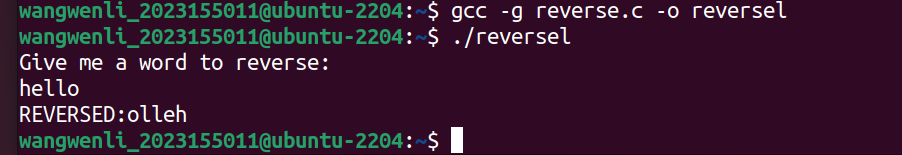 wangwenli_2023155011@ubuntu-2204:~$ gcc -g reverse.c -o reversel
wangwenli_2023155011@ubuntu-2204:~$ ./reversel
Give me a word to reverse:
hello
REVERSED:olleh
wangwenli_2023155011@ubuntu-2204:~$